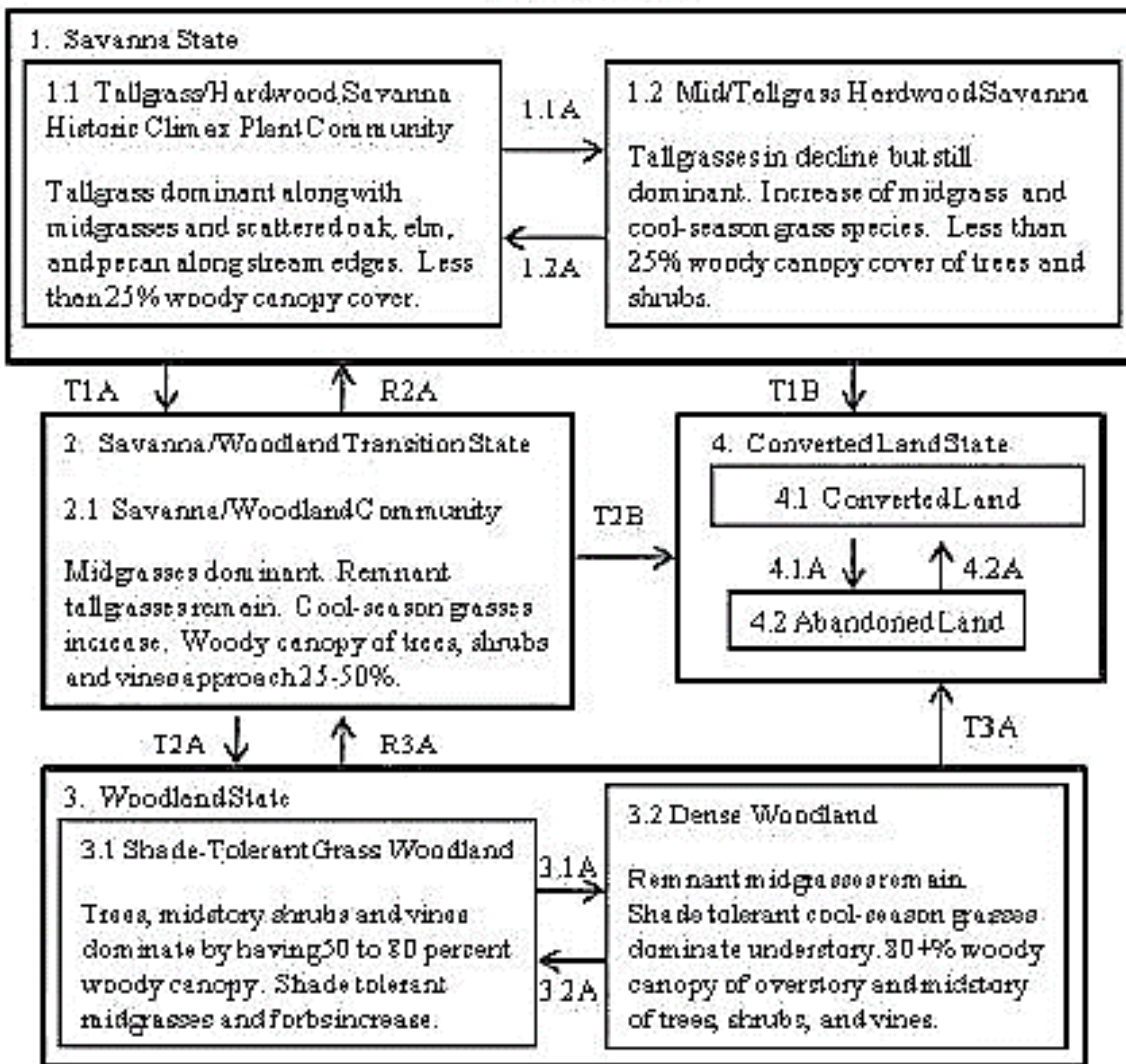 1. Savanna State
1.1 Tallgrass/Hardwood Savanna
Historic Climax Plant Community
Tallgrass dominant along with
midgrasses and scattered oak, elm,
and pecan along stream edges. Less
than 25% woody canopy cover.
1.1A
1.2A
1.2 Mid/Tallgrass Hardwood Savanna
Tallgrasses in decline but still
dominant. Increase of midgrass and
cool-season grass species. Less than
25% woody canopy cover of trees and
shrubs.
T1A
R2A
T1B
2. Savanna/Woodland Transition State
2.1 Savanna/Woodland Community
Midgrasses dominant. Remnant
tallgrasses remain. Cool-season grasses
increase. Woody canopy of trees, shrubs
and vines approach 25-50%.
T2B
4. Converted Land State
4.1 Converted Land
4.1A
4.2A
4.2 Abandoned Land
T2A
R3A
T3A
3. Woodland State
3.1 Shade-Tolerant Grass Woodland
Trees, midstory shrubs and vines
dominate by having 50 to 80 percent
woody canopy. Shade tolerant
midgrasses and forbs increase.
3.1A
3.2A
3.2 Dense Woodland
Remnant midgrasses remain.
Shade tolerant cool-season grasses
dominate understory. 80+% woody
canopy of overstory and midstory
of trees, shrubs, and vines.